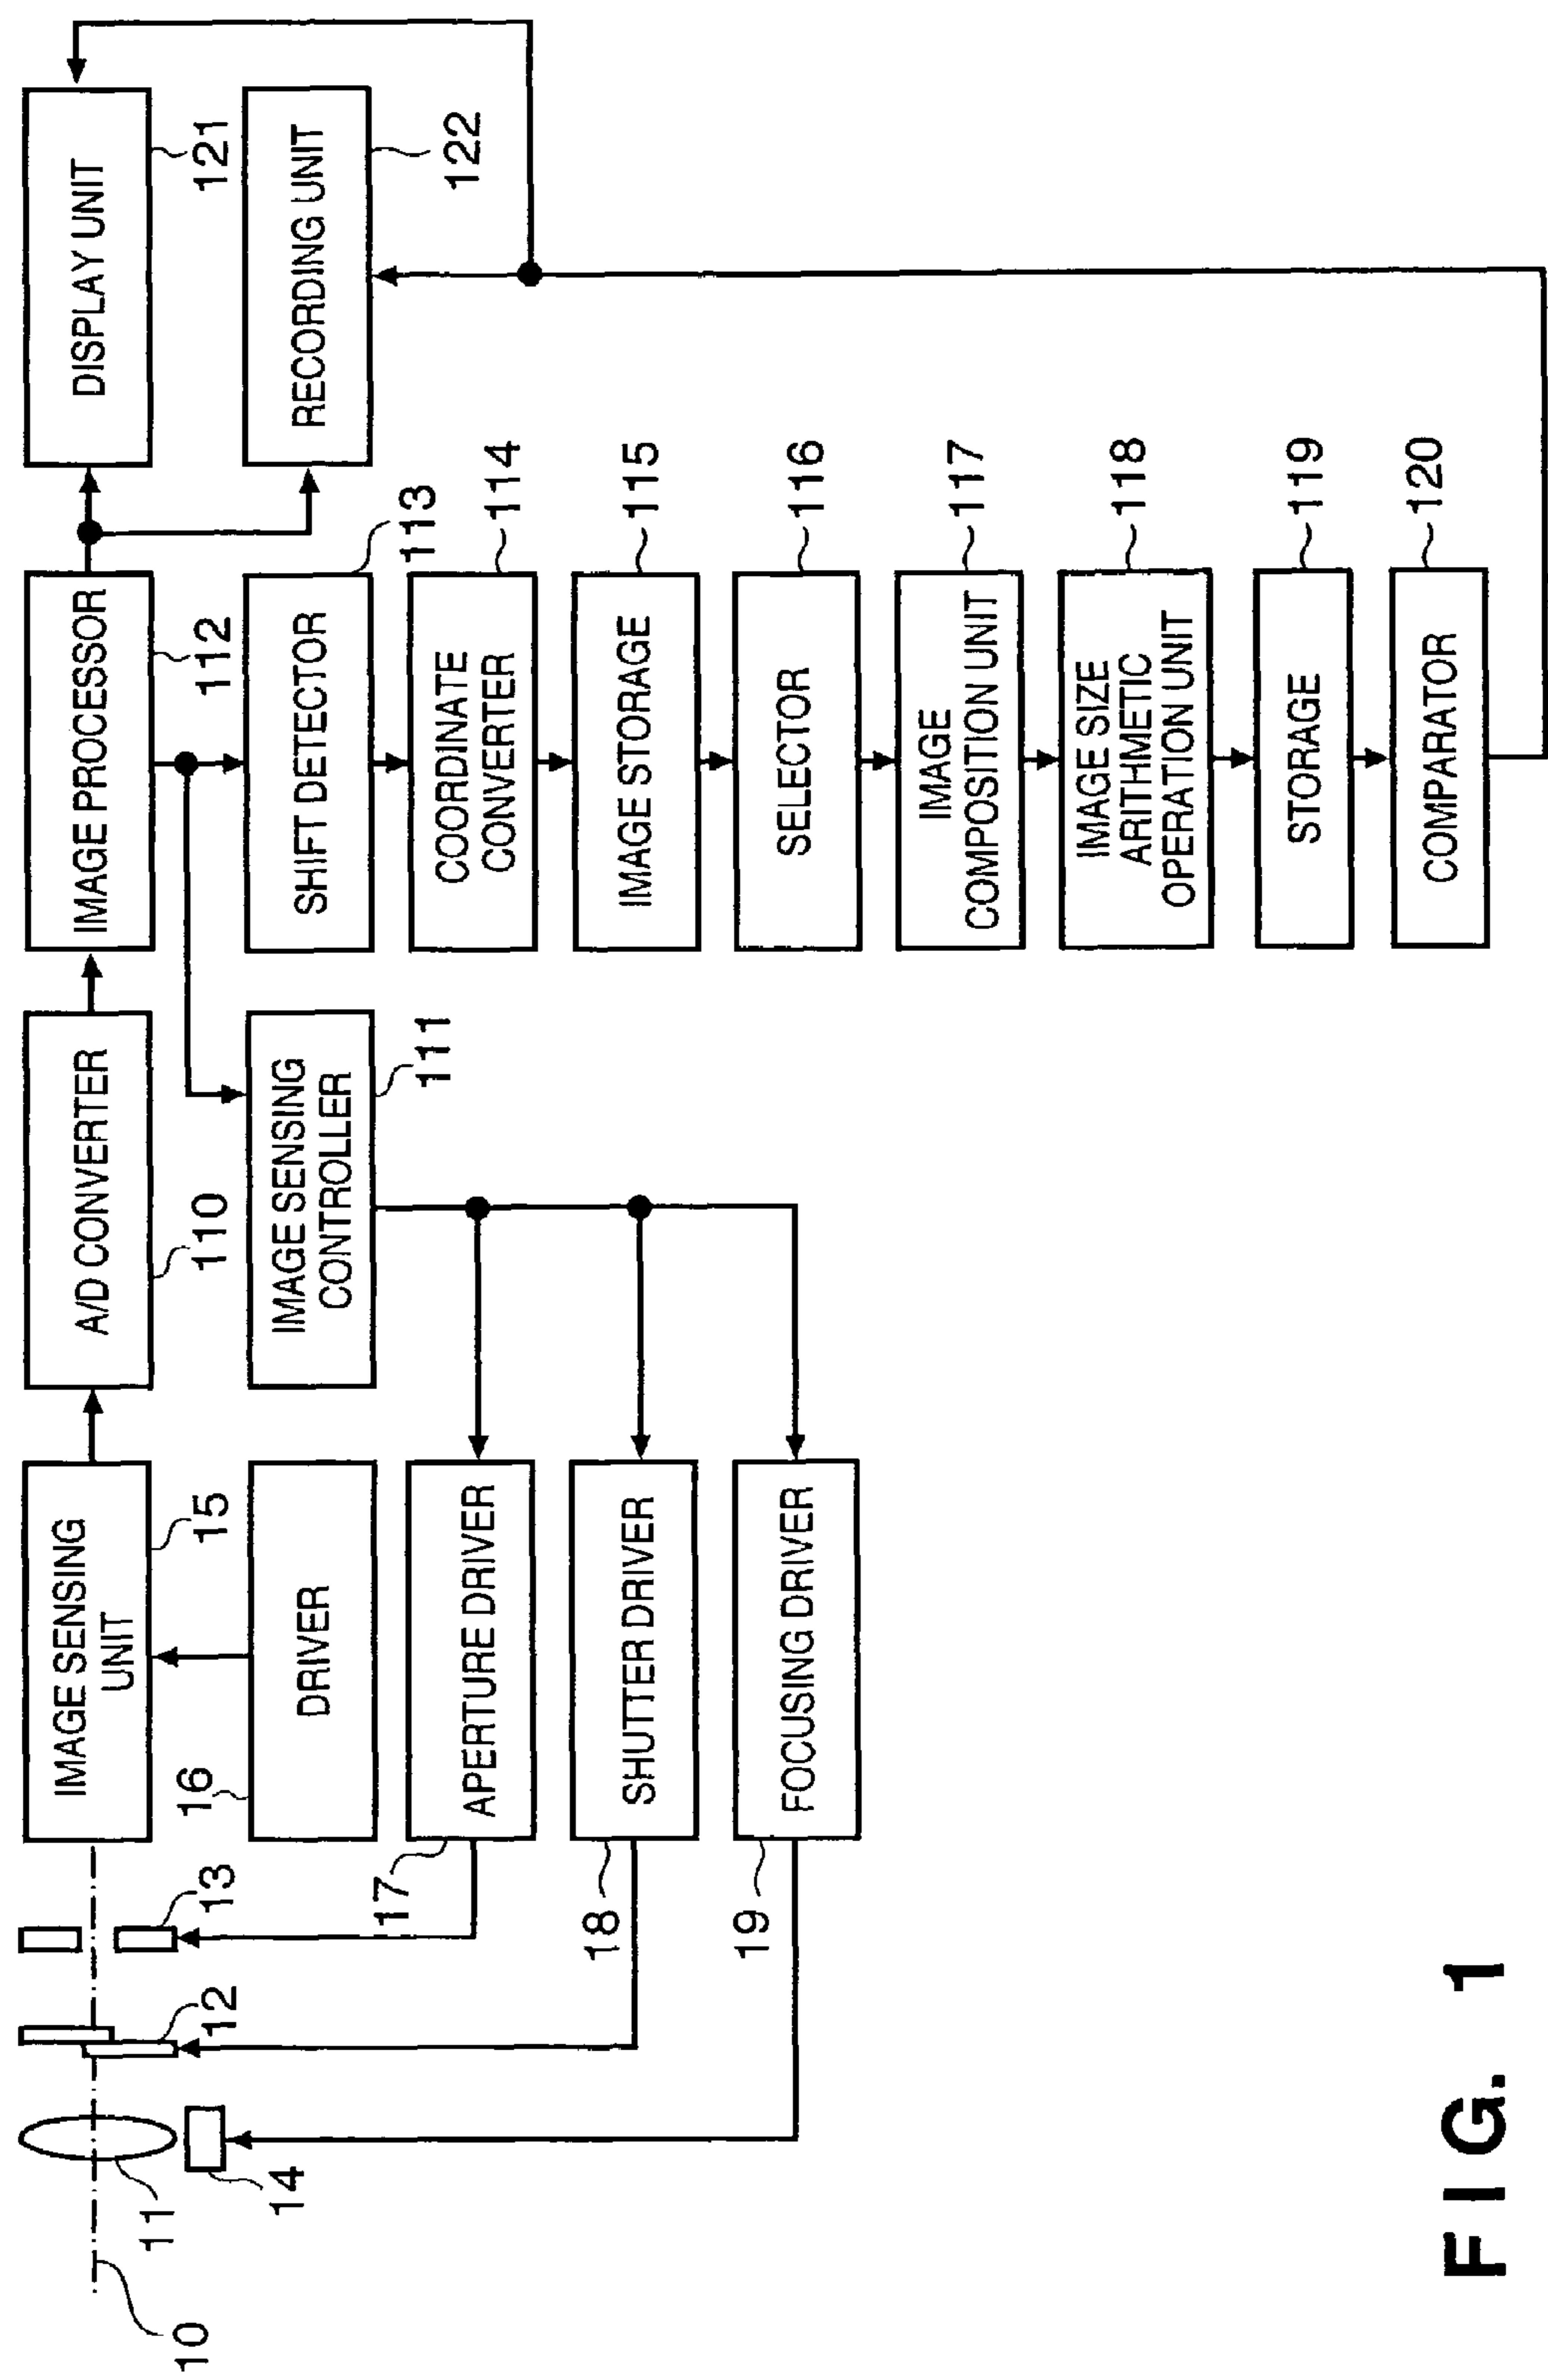 10
11
12
13
14
IMAGE SENSING
UNIT
15
DRIVER
16
APERTURE DRIVER
17
SHUTTER DRIVER
18
FOCUSING DRIVER
19
A/D CONVERTER
110
IMAGE SENSING
CONTROLLER
111
IMAGE PROCESSOR
112
SHIFT DETECTOR
113
COORDINATE
CONVERTER
114
IMAGE STORAGE
115
SELECTOR
116
IMAGE
COMPOSITION UNIT
117
IMAGE SIZE
ARITHMETIC
OPERATION UNIT
118
STORAGE
119
COMPARATOR
120
DISPLAY UNIT
121
RECORDING UNIT
122
FIG. 1